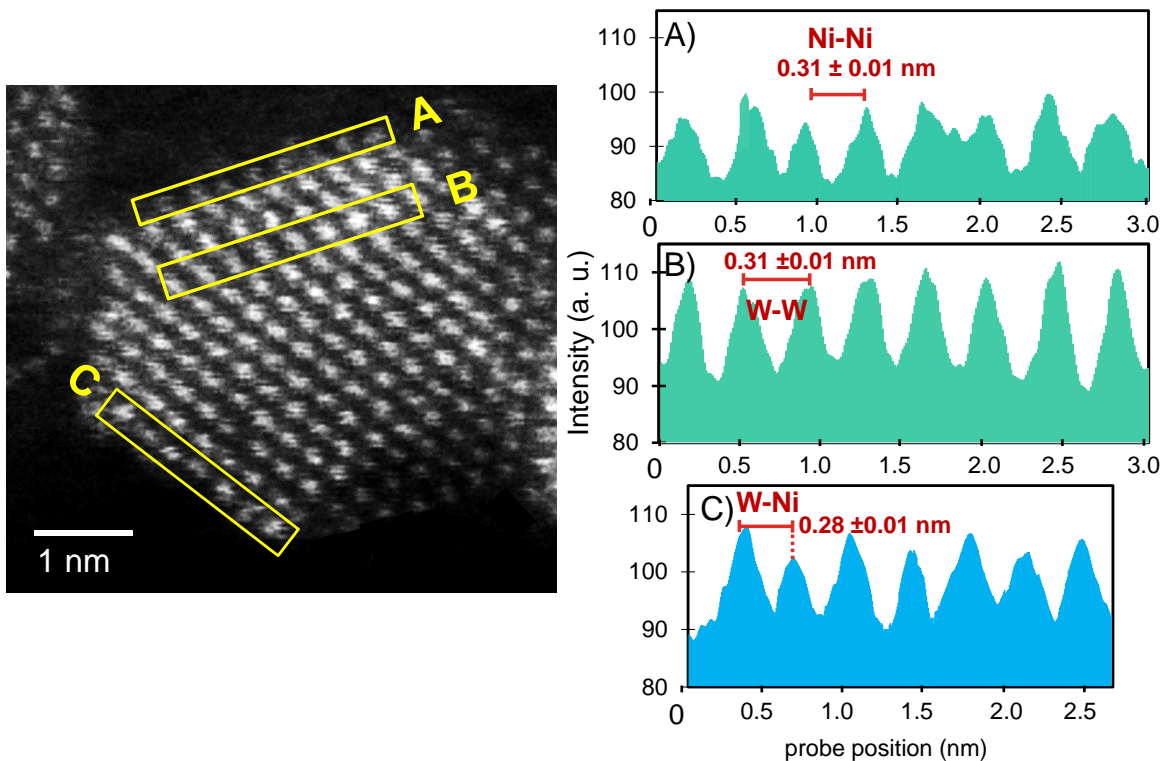 A
B
C
1 nm
A)
Ni-Ni
0.31 ± 0.01 nm
110
100
90
80
0 0.5 1.0 1.5 2.0 2.5 3.0
B)
0.31 ±0.01 nm
W-W
110
100
90
80
0 0.5 1.0 1.5 2.0 2.5 3.0
Intensity (a. u.)
C)
W-Ni
0.28 ±0.01 nm
110
100
90
80
0 0.5 1.0 1.5 2.0 2.5
probe position (nm)